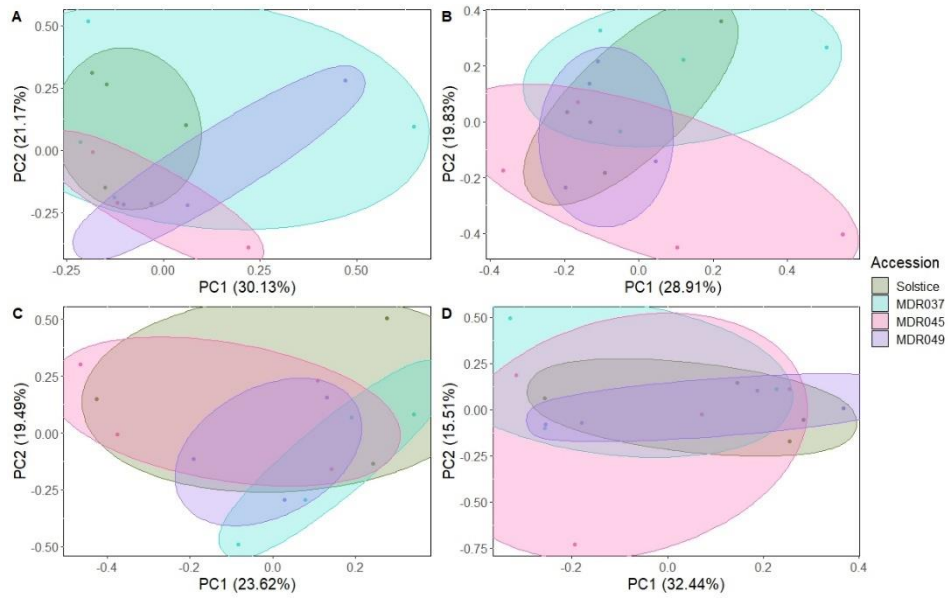 A
0.50
0.25
0.00
-0.25
PC2 (21.17%)
-0.25
0.00
0.25
0.50
PC1 (30.13%)
B
0.4
0.2
0.0
-0.2
-0.4
PC2 (19.83%)
-0.4
-0.2
0.0
0.2
0.4
PC1 (28.91%)
C
0.50
0.25
0.00
-0.25
-0.50
PC2 (19.49%)
-0.4
-0.2
0.0
0.2
PC1 (23.62%)
D
0.50
0.25
0.00
-0.25
-0.50
-0.75
PC2 (15.51%)
-0.2
0.0
0.2
0.4
PC1 (32.44%)
Accession
Solstice
MDR037
MDR045
MDR049